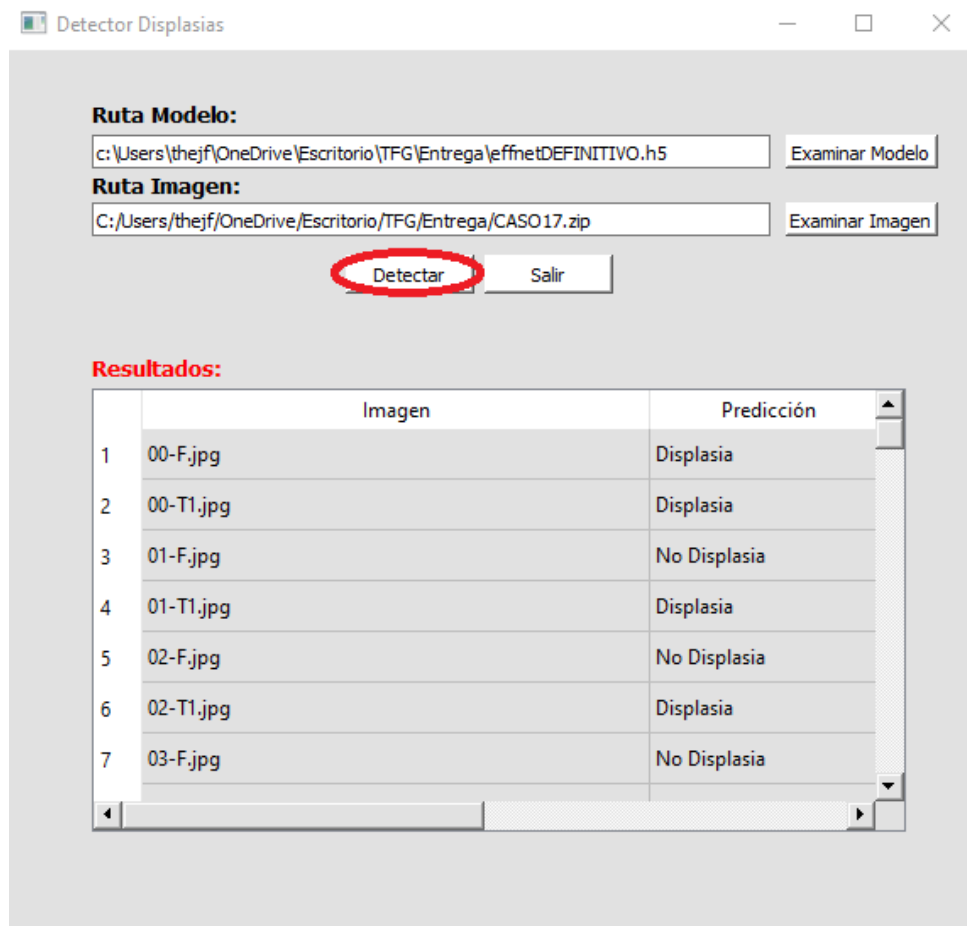 Detector Displasias
Ruta Modelo:
c:\Users\thejf\OneDrive\Escritorio\TFG\Entrega\effnetDEFINITIVO.h5 Examinar Modelo
Ruta Imagen:
C:/Users/thejf/OneDrive/Escritorio/TFG/Entrega/CASO17.zip Examinar Imagen
Detectar Salir
Resultados:
Imagen Predicción
1 00-F.jpg Displasia
2 00-T1.jpg Displasia
3 01-F.jpg No Displasia
4 01-T1.jpg Displasia
5 02-F.jpg No Displasia
6 02-T1.jpg Displasia
7 03-F.jpg No Displasia